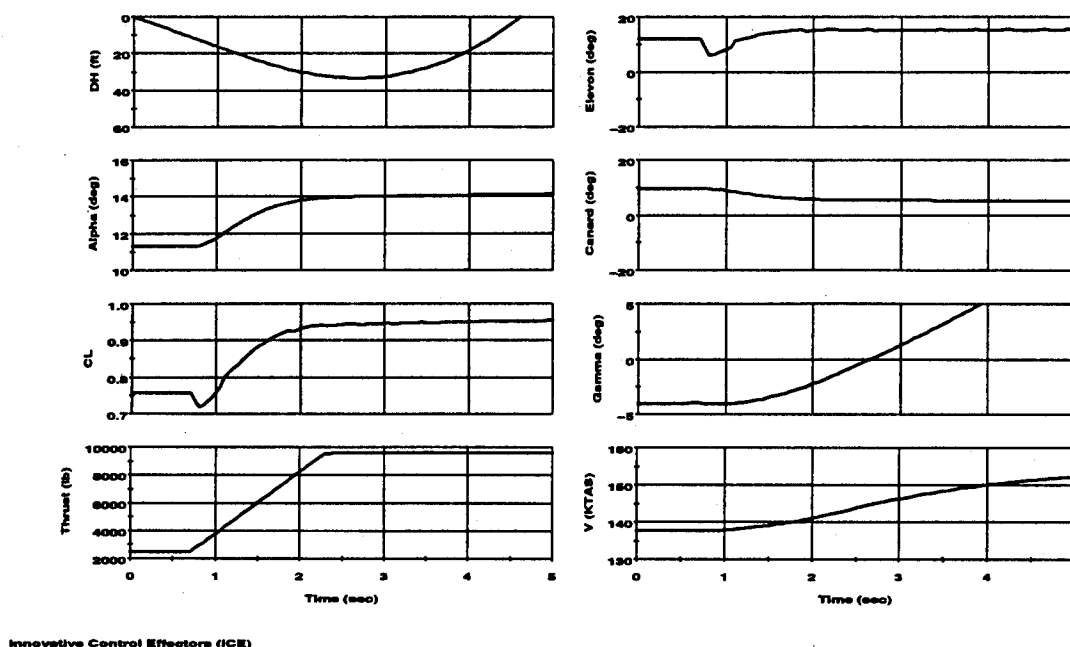 DH (ft)
0
20
40
60
Elevon (deg)
20
0
-20
Alpha (deg)
16
14
12
10
Canard (deg)
20
0
-20
CL
1.0
0.9
0.8
0.7
Gamma (deg)
5
0
-5
Thrust (lb)
10000
8000
6000
4000
2000
V (KTAS)
160
150
140
130
0 1 2 3 4 5
Time (sec)
0 1 2 3 4
Time (sec)
Innovative Control Effectors (ICE)